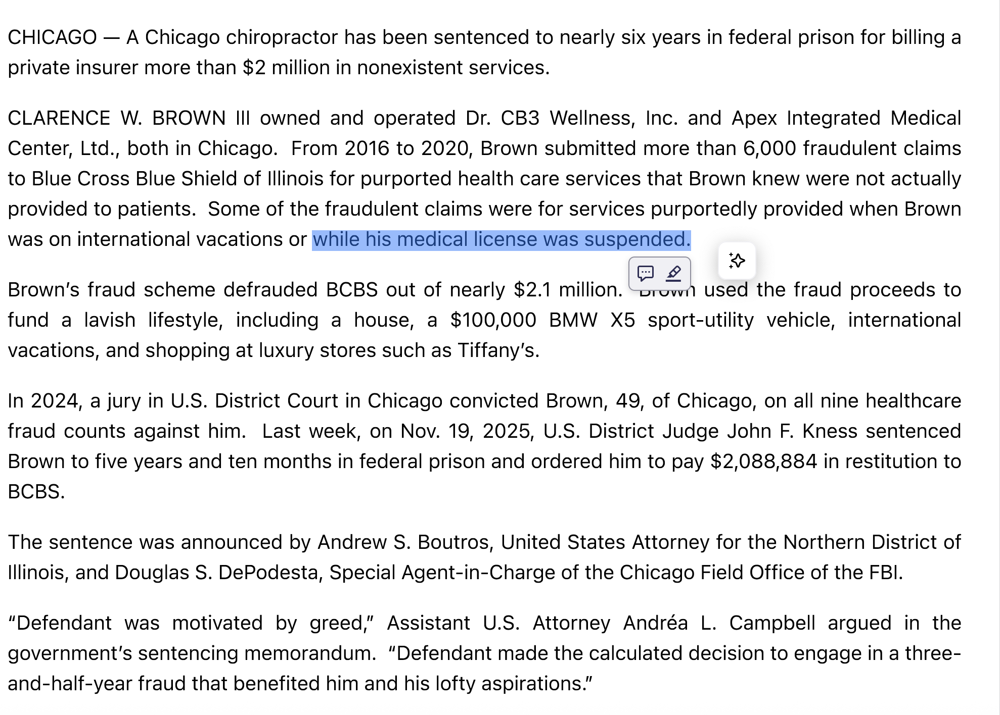 CHICAGO — A Chicago chiropractor has been sentenced to nearly six years in federal prison for billing a
private insurer more than $2 million in nonexistent services.
CLARENCE W. BROWN III owned and operated Dr. CB3 Wellness, Inc. and Apex Integrated Medical
Center, Ltd., both in Chicago.  From 2016 to 2020, Brown submitted more than 6,000 fraudulent claims
to Blue Cross Blue Shield of Illinois for purported health care services that Brown knew were not actually
provided to patients.  Some of the fraudulent claims were for services purportedly provided when Brown
was on international vacations or while his medical license was suspended.
Brown’s fraud scheme defrauded BCBS out of nearly $2.1 million.  Brown used the fraud proceeds to
fund a lavish lifestyle, including a house, a $100,000 BMW X5 sport-utility vehicle, international
vacations, and shopping at luxury stores such as Tiffany’s.
In 2024, a jury in U.S. District Court in Chicago convicted Brown, 49, of Chicago, on all nine healthcare
fraud counts against him.  Last week, on Nov. 19, 2025, U.S. District Judge John F. Kness sentenced
Brown to five years and ten months in federal prison and ordered him to pay $2,088,884 in restitution to
BCBS.
The sentence was announced by Andrew S. Boutros, United States Attorney for the Northern District of
Illinois, and Douglas S. DePodesta, Special Agent-in-Charge of the Chicago Field Office of the FBI.
“Defendant was motivated by greed,” Assistant U.S. Attorney Andréa L. Campbell argued in the
government’s sentencing memorandum.  “Defendant made the calculated decision to engage in a three-
and-half-year fraud that benefited him and his lofty aspirations.”